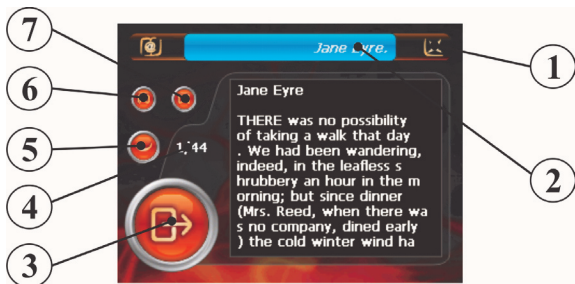 7
6
5
4
3
1
2
Jane Eyre.
1/44
Jane Eyre
THERE was no possibility
of taking a walk that day
. We had been wandering,
indeed, in the leafless s
hrubbery an hour in the m
orning; but since dinner
(Mrs. Reed, when there wa
s no company, dined early
) the cold winter wind ha